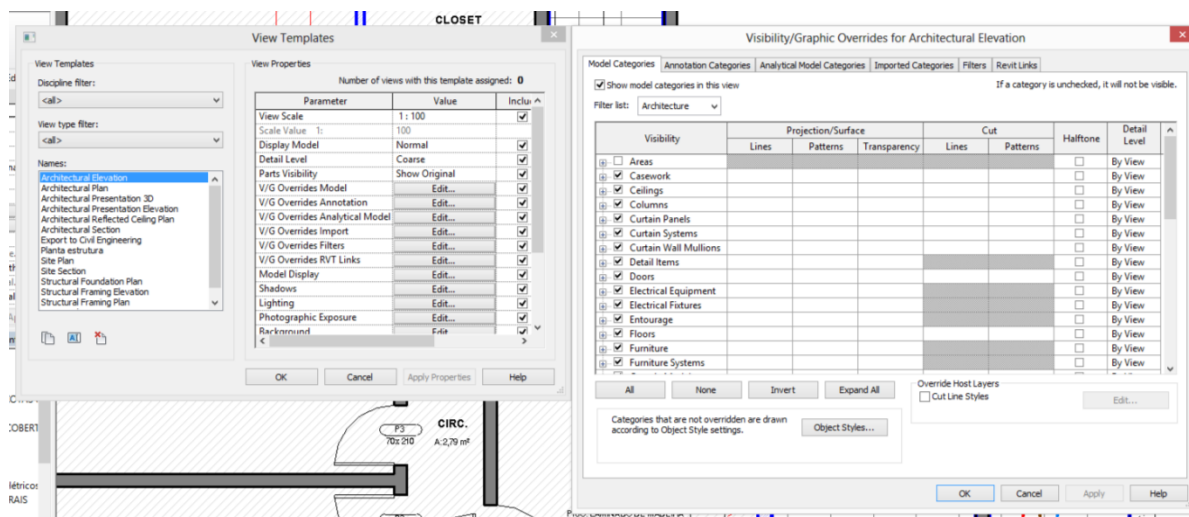 CLOSET
View Templates
View Templates
Discipline filter:
<all>
View type filter:
<all>
Names:
Architectural Elevation
Architectural Plan
Architectural Presentation 3D
Architectural Presentation Elevation
Architectural Reflected Ceiling Plan
Architectural Section
Export to Civil Engineering
Planta estrutura
Site Plan
Site Section
Structural Foundation Plan
Structural Framing Elevation
Structural Framing Plan
View Properties
Number of views with this template assigned: 0
Parameter Value Inclu
View Scale 1 : 100
Scale Value 1: 100
Display Model Normal
Detail Level Coarse
Parts Visibility Show Original
V/G Overrides Model Edit...
V/G Overrides Annotation Edit...
V/G Overrides Analytical Model Edit...
V/G Overrides Import Edit...
V/G Overrides Filters Edit...
V/G Overrides RVT Links Edit...
Model Display Edit...
Shadows Edit...
Lighting Edit...
Photographic Exposure Edit...
Background Edit...
OK Cancel Apply Properties Help
Visibility/Graphic Overrides for Architectural Elevation
Model Categories Annotation Categories Analytical Model Categories Imported Categories Filters Revit Links
Show model categories in this view
If a category is unchecked, it will not be visible.
Filter list: Architecture
Visibility Projection/Surface Cut Halftone Detail Level
Lines Patterns Transparency Lines Patterns
Areas By View
Casework By View
Ceilings By View
Columns By View
Curtain Panels By View
Curtain Systems By View
Curtain Wall Mullions By View
Detail Items By View
Doors By View
Electrical Equipment By View
Electrical Fixtures By View
Entourage By View
Floors By View
Furniture By View
Furniture Systems By View
All None Invert Expand All
Override Host Layers
Cut Line Styles
Edit...
Categories that are not overridden are drawn
according to Object Style settings.
Object Styles...
OK Cancel Apply Help
COBERT
létricos
RAIS
P3
70x 210
CIRC.
A:2,79 m²